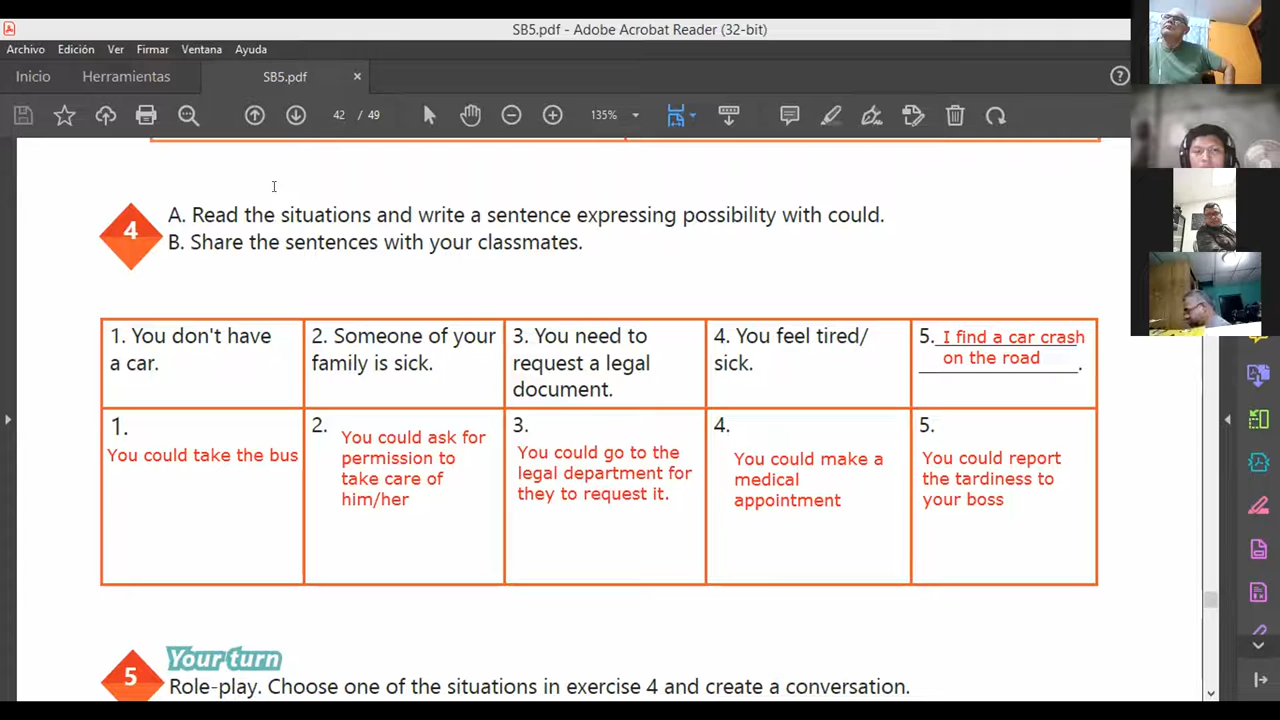 SB5.pdf - Adobe Acrobat Reader (32-bit)
Archivo Edición Ver Firmar Ventana Ayuda
Inicio Herramientas SB5.pdf ×
42 / 49 135%
4
A. Read the situations and write a sentence expressing possibility with could.
B. Share the sentences with your classmates.
1. You don't have
a car.
2. Someone of your
family is sick.
3. You need to
request a legal
document.
4. You feel tired/
sick.
5. I find a car crash
on the road.
1.
You could take the bus
2.
You could ask for
permission to
take care of
him/her
3.
You could go to the
legal department for
they to request it.
4.
You could make a
medical
appointment
5.
You could report
the tardiness to
your boss
5
Your turn
Role-play. Choose one of the situations in exercise 4 and create a conversation.